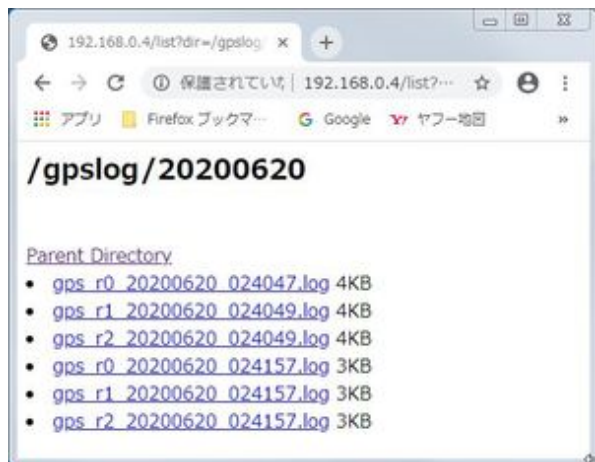 192.168.0.4/list?dir=/gpslog
保護されていな 192.168.0.4/list?…
アプリ Firefox ブックマ… Google ヤフー地図 »
/gpslog/20200620
Parent Directory
gps_r0_20200620_024047.log 4KB
gps_r1_20200620_024049.log 4KB
gps_r2_20200620_024049.log 4KB
gps_r0_20200620_024157.log 3KB
gps_r1_20200620_024157.log 3KB
gps_r2_20200620_024157.log 3KB